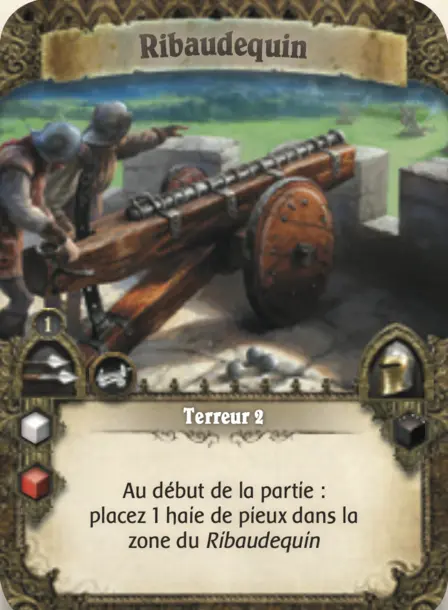 Ribaudequin
1
Terreur 2
Au début de la partie :
placez 1 haie de pieux dans la
zone du Ribaudequin